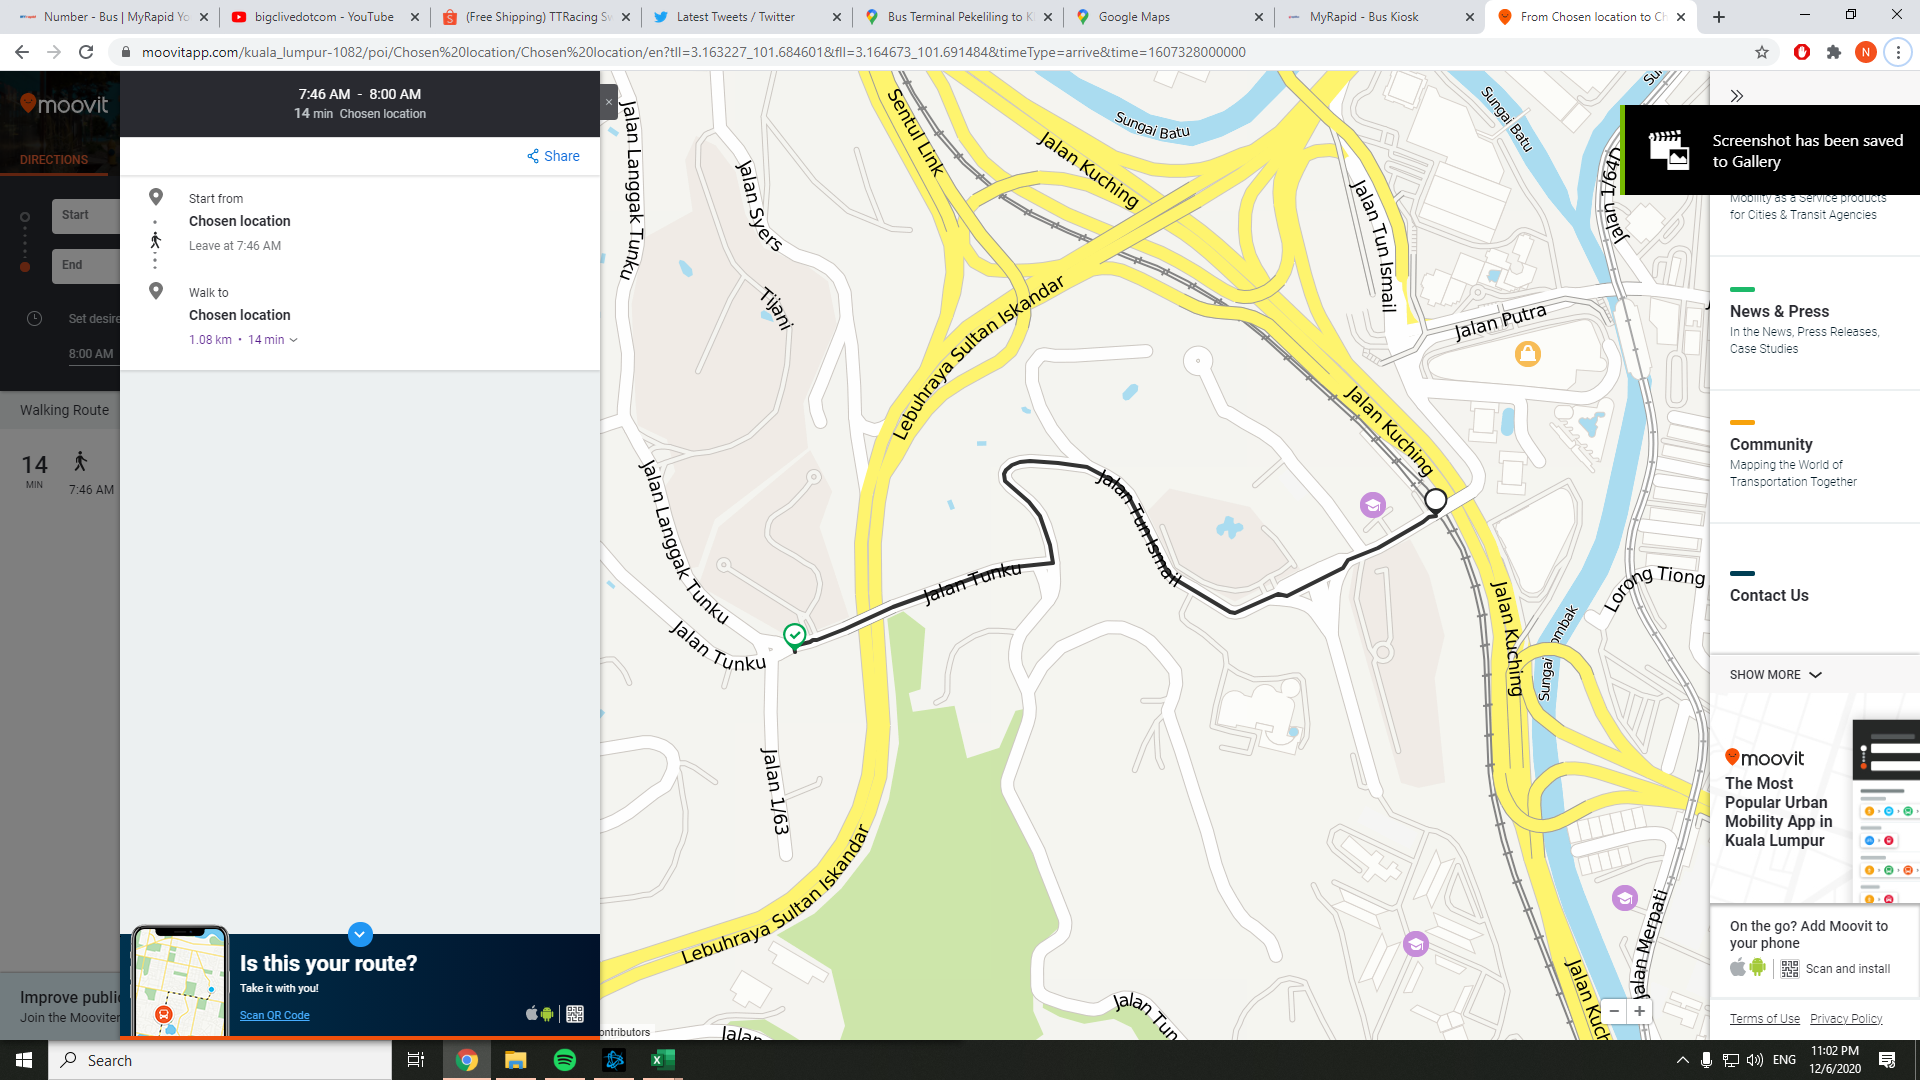 Number - Bus | MyRapid Yo
bigclivedotcom - YouTube
(Free Shipping) TTRacing Sw
Latest Tweets / Twitter
Bus Terminal Pekeliling to K
Google Maps
MyRapid - Bus Kiosk
From Chosen location to Ch
moovitapp.com/kuala_lumpur-1082/poi/Chosen%20location/Chosen%20location/en?tll=3.163227_101.684601&fll=3.164673_101.691484&timeType=arrive&time=1607328000000
N
moovit
DIRECTIONS
Start
End
Set desire
8:00 AM
Walking Route
14
MIN
7:46 AM
Improve public
Join the Mooviter
7:46 AM - 8:00 AM
14 min Chosen location
Share
Start from
Chosen location
Leave at 7:46 AM
Walk to
Chosen location
1.08 km • 14 min
Is this your route?
Take it with you!
Scan QR Code
Jalan Langgak Tunku
Jalan Syers
Tijani
Sentul Link
Jalan Kuching
Sungai Batu
Sungai Batu
Jalan Tun Ismail
Jalan 1/64D
Jalan Putra
Lebuhraya Sultan Iskandar
Jalan Kuching
Jalan Langgak Tunku
Jalan Tun Ismail
Jalan Tunku
Jalan Tunku
Jalan Kuching
Lorong Tiong
Sungai
ombak
Jalan 1/63
Lebuhraya Sultan Iskandar
Jalan Merpati
Jalan Kuch
Jalan Tun
Jala
ontributors
Screenshot has been saved
to Gallery
Mobility as a Service products
for Cities & Transit Agencies
News & Press
In the News, Press Releases,
Case Studies
Community
Mapping the World of
Transportation Together
Contact Us
SHOW MORE
moovit
The Most
Popular Urban
Mobility App in
Kuala Lumpur
On the go? Add Moovit to
your phone
Scan and install
Terms of Use Privacy Policy
Search
ENG
11:02 PM
12/6/2020